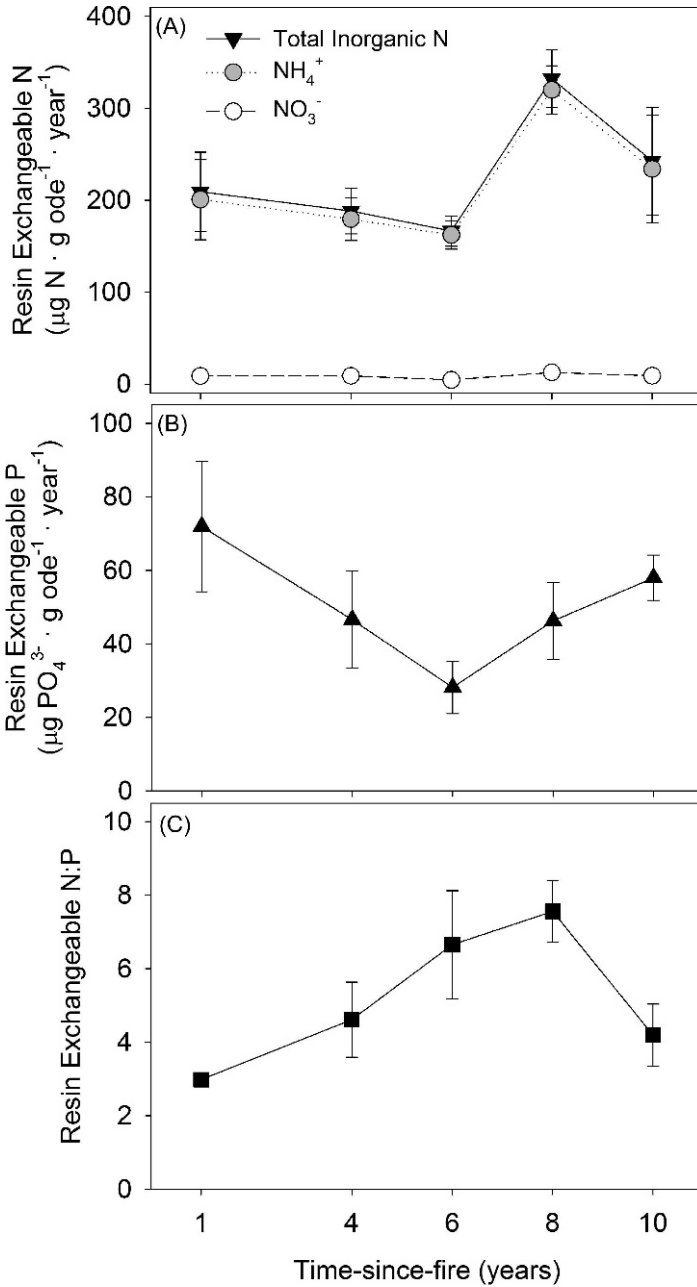 (A)
Total Inorganic N
NH₄⁺
NO₃⁻
Resin Exchangeable N
(μg N · g ode⁻¹ · year⁻¹)
400
300
200
100
0
(B)
Resin Exchangeable P
(μg PO₄³⁻ · g ode⁻¹ · year⁻¹)
100
80
60
40
20
0
(C)
Resin Exchangeable N:P
10
8
6
4
2
0
1 4 6 8 10
Time-since-fire (years)